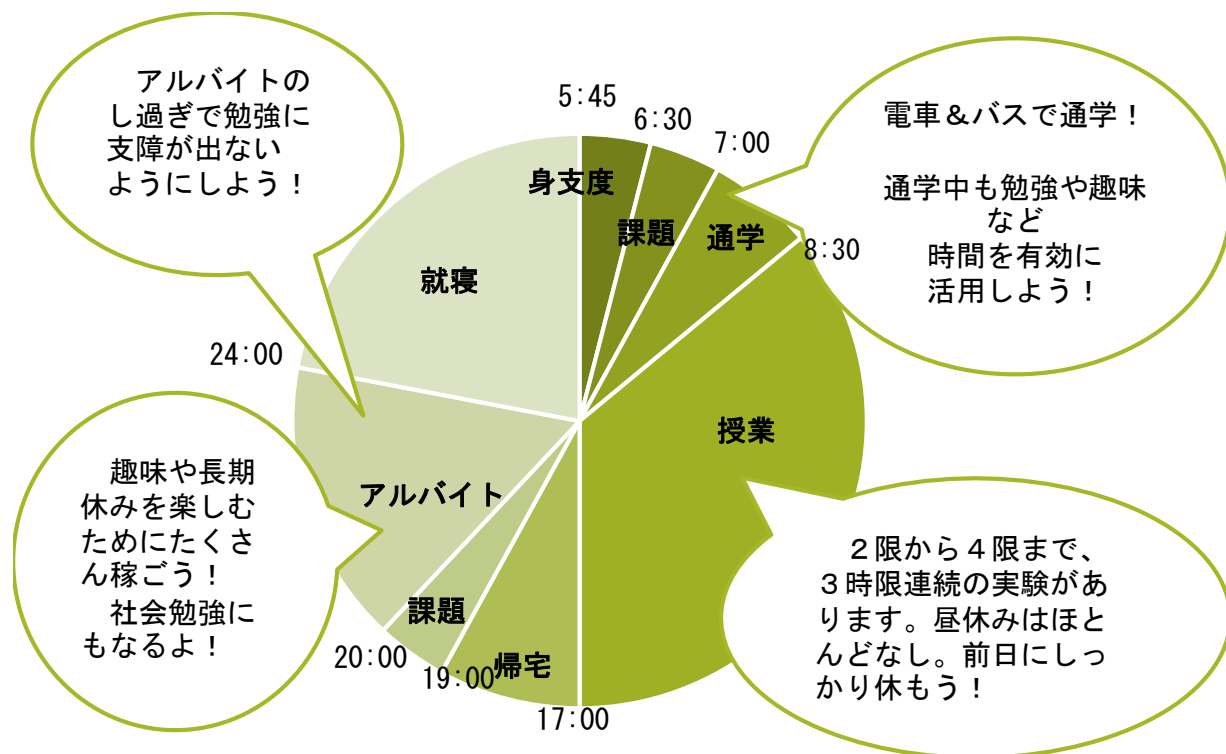 アルバイトの
し過ぎで勉強に
支障が出ない
ようにしよう！
電車＆バスで通学！
通学中も勉強や趣味
など
時間を有効に
活用しよう！
5:45
6:30
7:00
8:30
身支度
課題
通学
就寝
24:00
授業
アルバイト
課題
帰宅
20:00
19:00
17:00
趣味や長期
休みを楽しむ
ためにたくさ
ん稼ごう！
社会勉強に
もなるよ！
２限から４限まで、
３時限連続の実験があ
ります。昼休みはほと
んどなし。前日にしっ
かり休もう！